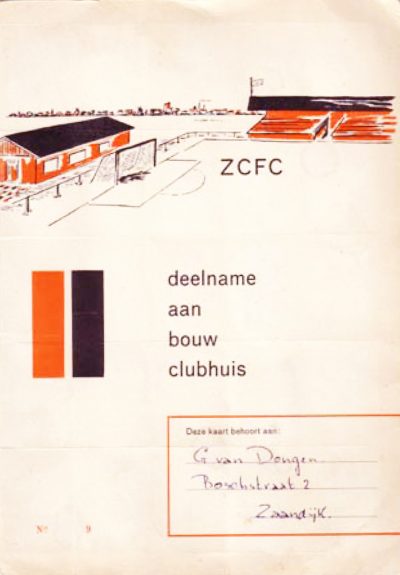 ZCFC
deelname
aan
bouw
clubhuis
Deze kaart behoort aan:
G van Dongen
Boschstraat 2
Zaandijk.
No 9